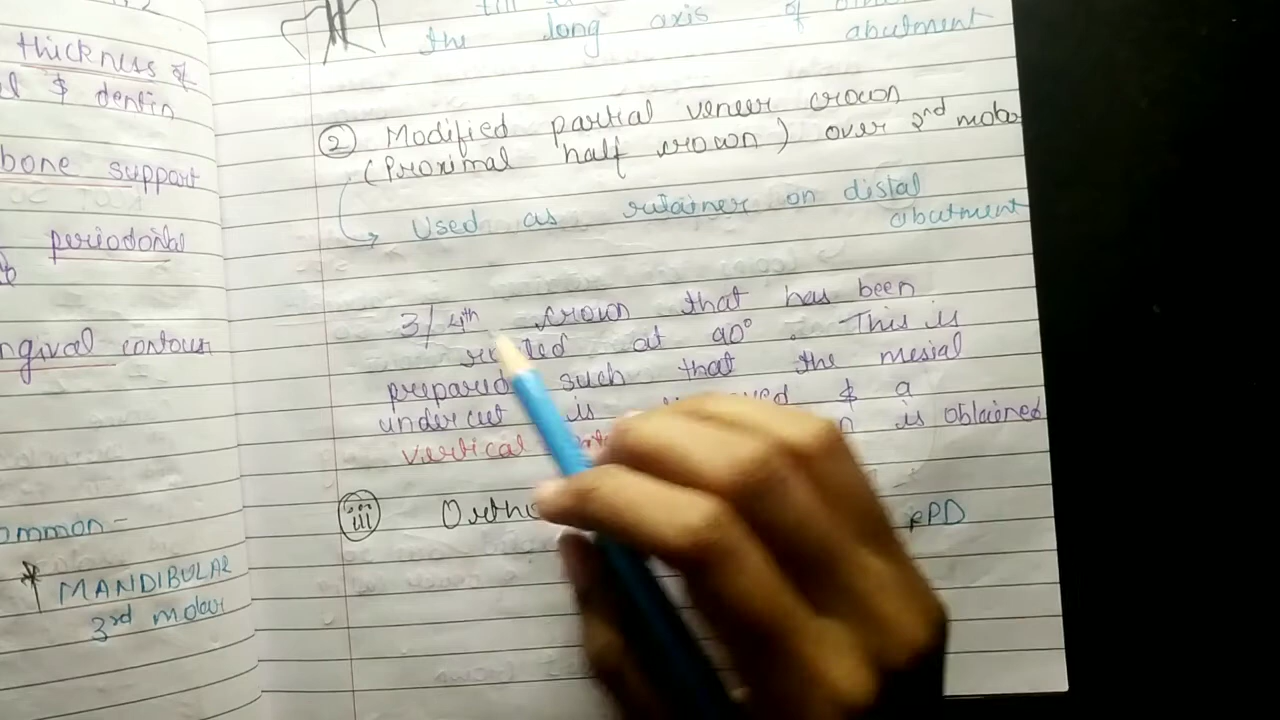 thickness of
l & dentin
bone support
periodontal
ngival contour
ommon -
* MANDIBULAR
3rd molar
the long axis of abutment
② Modified partial veneer crown
(Proximal half crown) over 2nd molar
Used as retainer on distal
abutment
3/4th crown that has been
at 90°. This is
prepared such that the mesial
undercut is & a
vertical is obtained
iii RPD